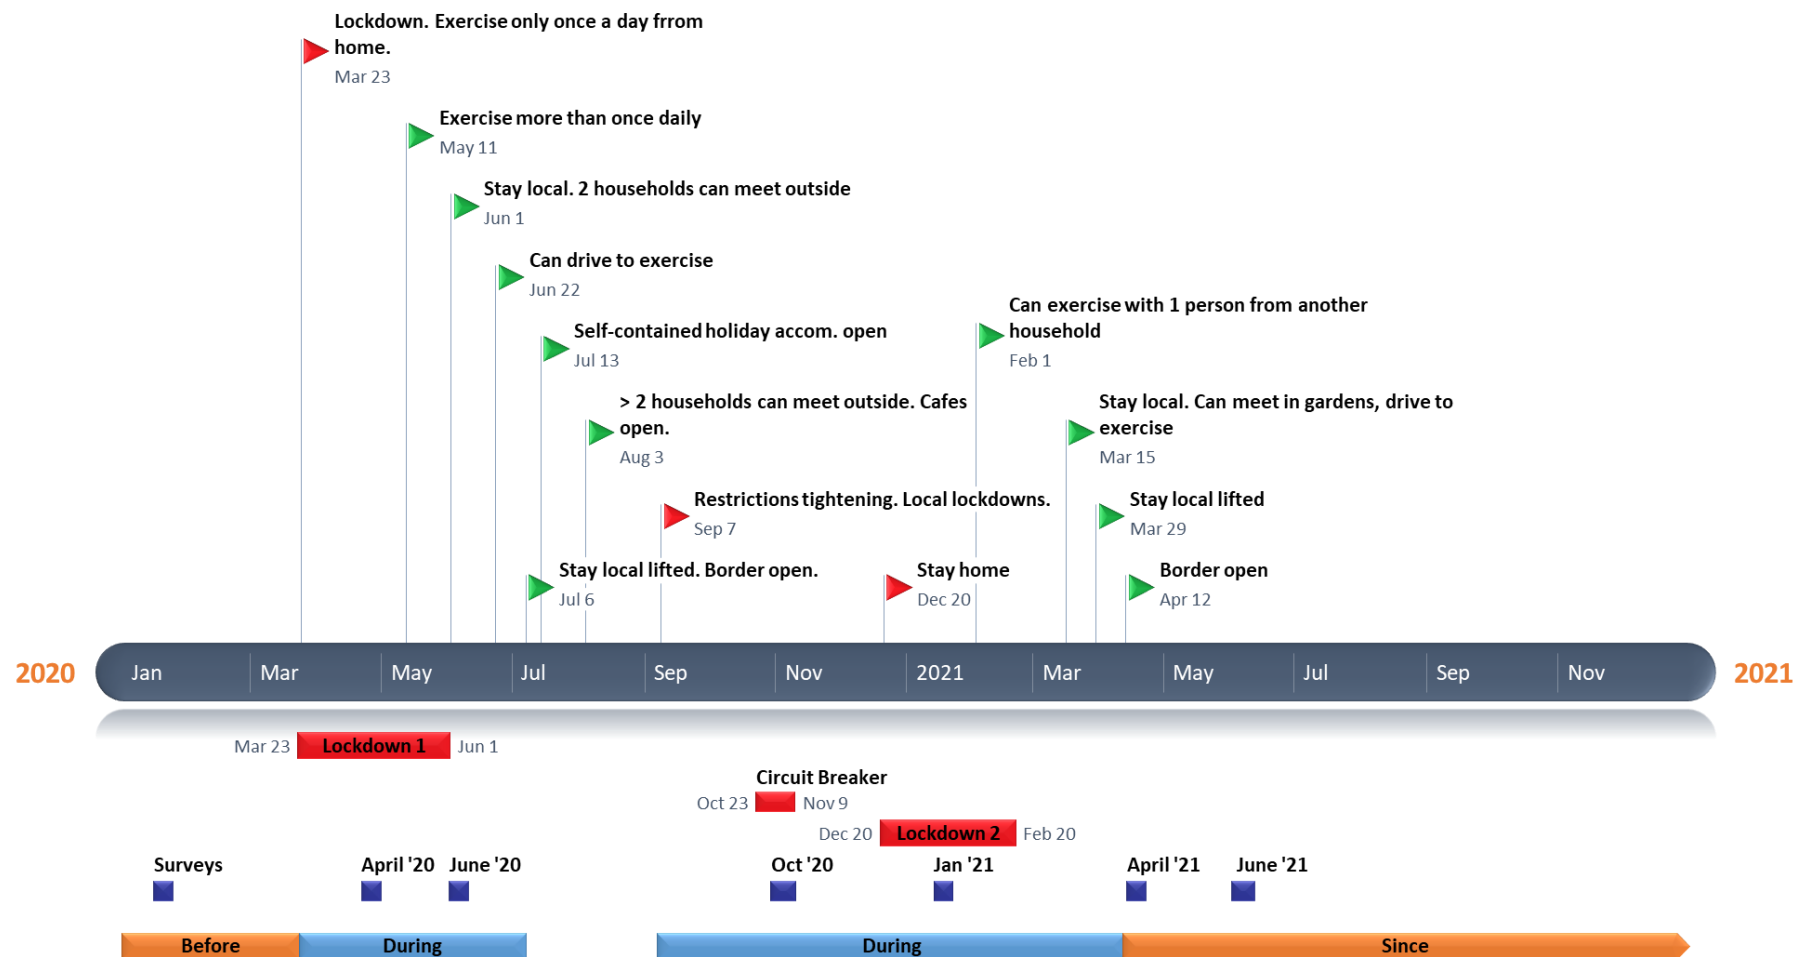 Lockdown. Exercise only once a day frrom
home.
Mar 23
Exercise more than once daily
May 11
Stay local. 2 households can meet outside
Jun 1
Can drive to exercise
Jun 22
Can exercise with 1 person from another
household
Feb 1
Self-contained holiday accom. open
Jul 13
> 2 households can meet outside. Cafes
open.
Aug 3
Stay local. Can meet in gardens, drive to
exercise
Mar 15
Restrictions tightening. Local lockdowns.
Sep 7
Stay local lifted
Mar 29
Stay local lifted. Border open.
Jul 6
Stay home
Dec 20
Border open
Apr 12
2020 Jan Mar May Jul Sep Nov 2021 Mar May Jul Sep Nov 2021
Mar 23 Lockdown 1 Jun 1
Circuit Breaker
Oct 23 Nov 9
Dec 20 Lockdown 2 Feb 20
Surveys April '20 June '20 Oct '20 Jan '21 April '21 June '21
Before During During Since